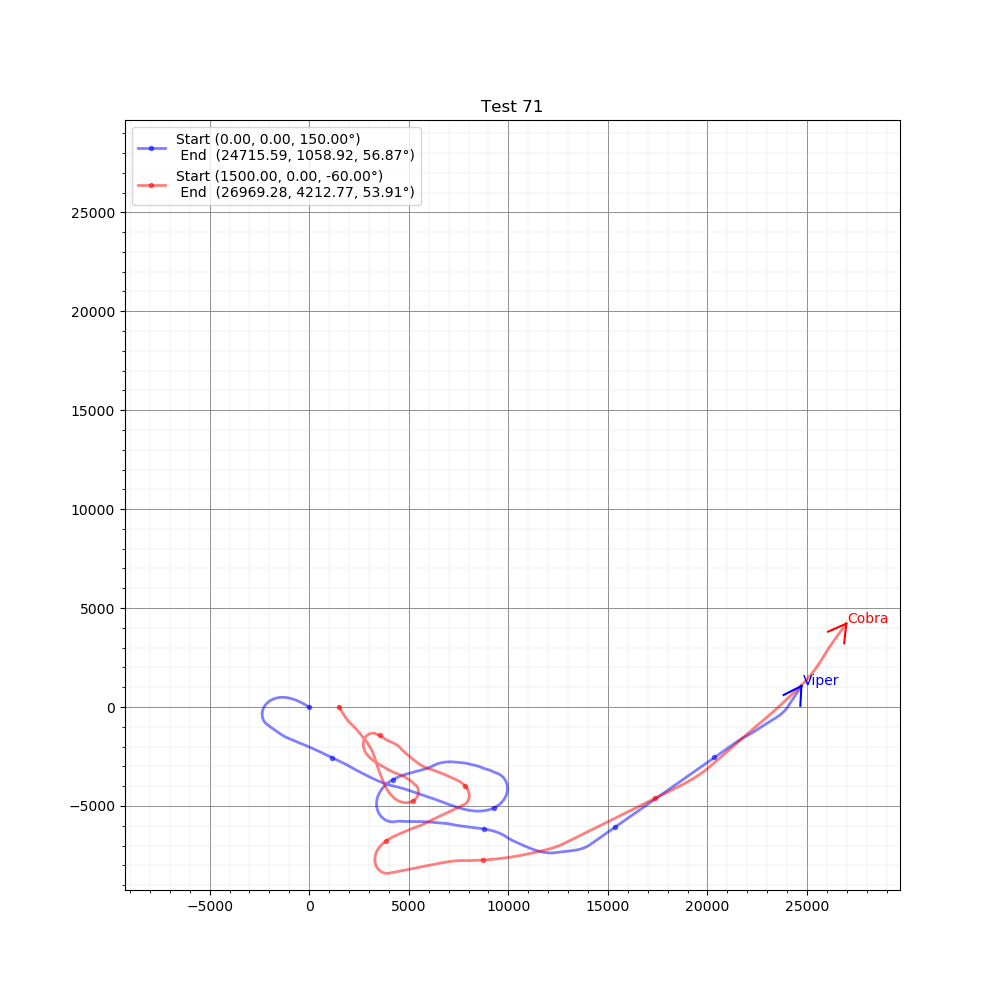 Test 71
Start (0.00, 0.00, 150.00°)
End (24715.59, 1058.92, 56.87°)
Start (1500.00, 0.00, -60.00°)
End (26969.28, 4212.77, 53.91°)
25000
20000
15000
10000
5000
0
−5000
Cobra
Viper
−5000 0 5000 10000 15000 20000 25000